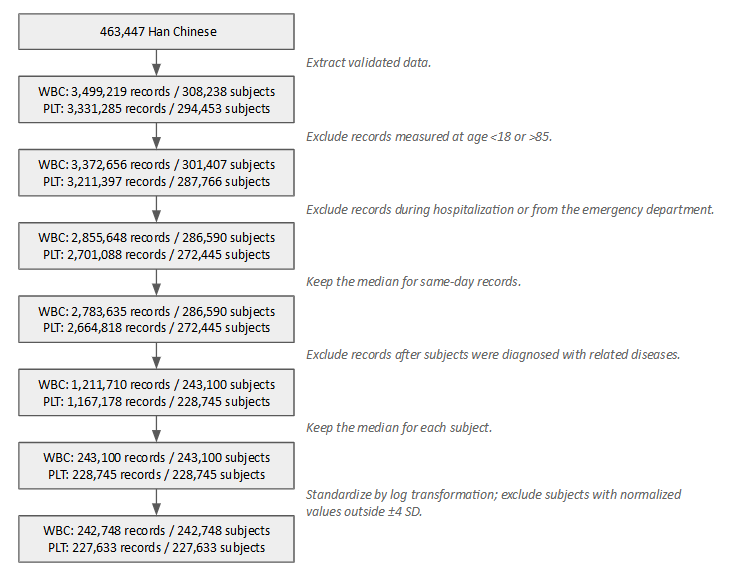 463,447 Han Chinese
Extract validated data.
WBC: 3,499,219 records / 308,238 subjects
PLT: 3,331,285 records / 294,453 subjects
Exclude records measured at age <18 or >85.
WBC: 3,372,656 records / 301,407 subjects
PLT: 3,211,397 records / 287,766 subjects
Exclude records during hospitalization or from the emergency department.
WBC: 2,855,648 records / 286,590 subjects
PLT: 2,701,088 records / 272,445 subjects
Keep the median for same-day records.
WBC: 2,783,635 records / 286,590 subjects
PLT: 2,664,818 records / 272,445 subjects
Exclude records after subjects were diagnosed with related diseases.
WBC: 1,211,710 records / 243,100 subjects
PLT: 1,167,178 records / 228,745 subjects
Keep the median for each subject.
WBC: 243,100 records / 243,100 subjects
PLT: 228,745 records / 228,745 subjects
Standardize by log transformation; exclude subjects with normalized
values outside ±4 SD.
WBC: 242,748 records / 242,748 subjects
PLT: 227,633 records / 227,633 subjects